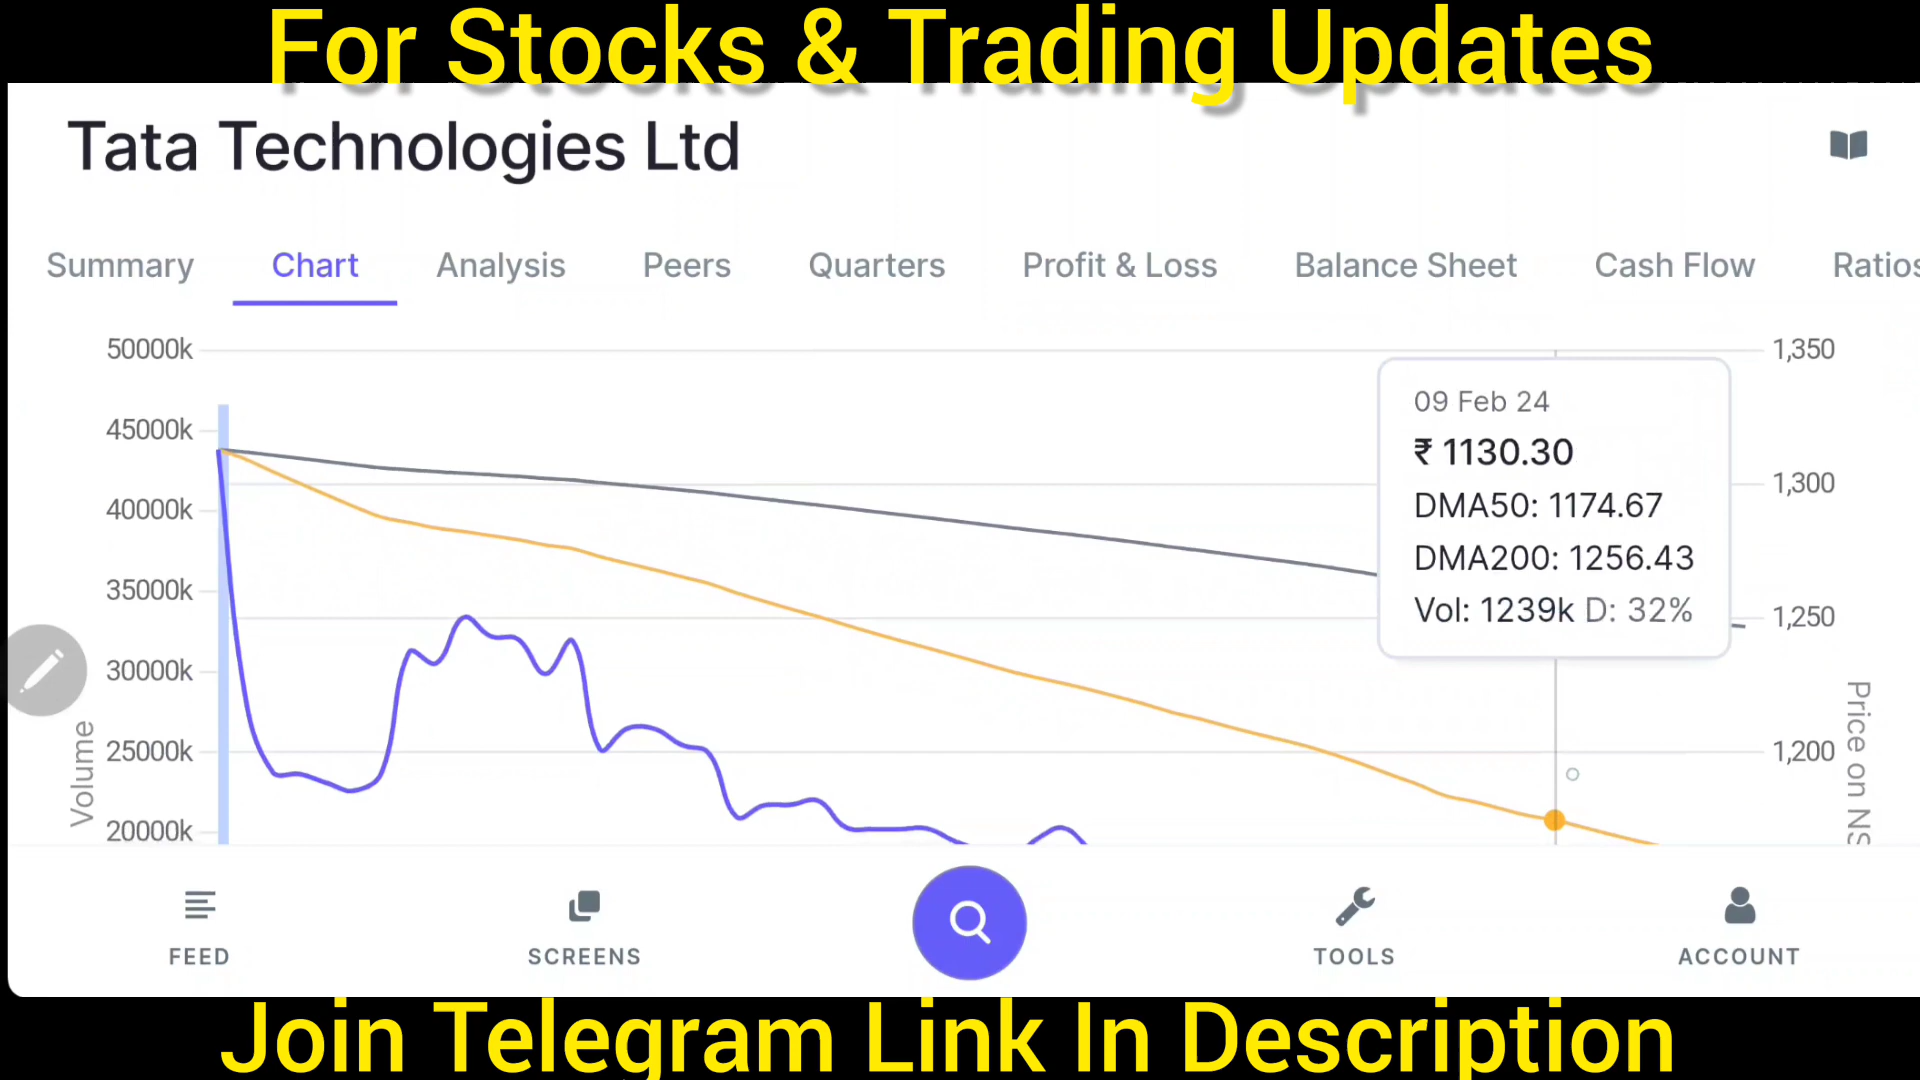 For Stocks & Trading Updates
Tata Technologies Ltd
Summary Chart Analysis Peers Quarters Profit & Loss Balance Sheet Cash Flow Ratios
50000k
45000k
40000k
35000k
30000k
25000k
20000k
Volume
09 Feb 24
₹ 1130.30
DMA50: 1174.67
DMA200: 1256.43
Vol: 1239k D: 32%
1,350
1,300
1,250
1,200
Price on NS
FEED SCREENS TOOLS ACCOUNT
Join Telegram Link In Description